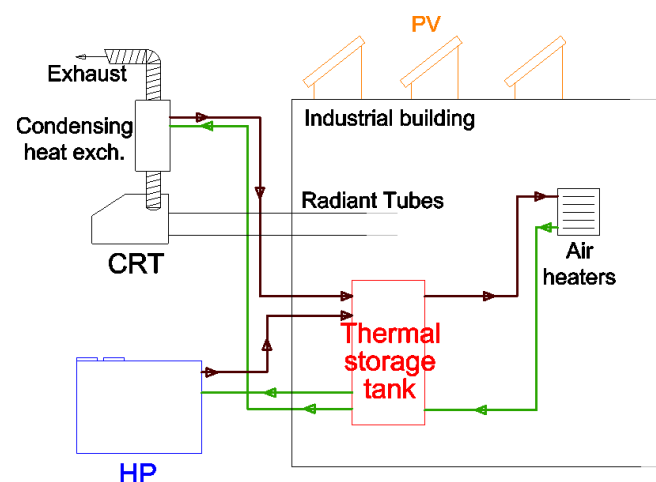 PV
Exhaust
Industrial building
Condensing
heat exch.
Radiant Tubes
CRT
Air
heaters
Thermal
storage
tank
HP